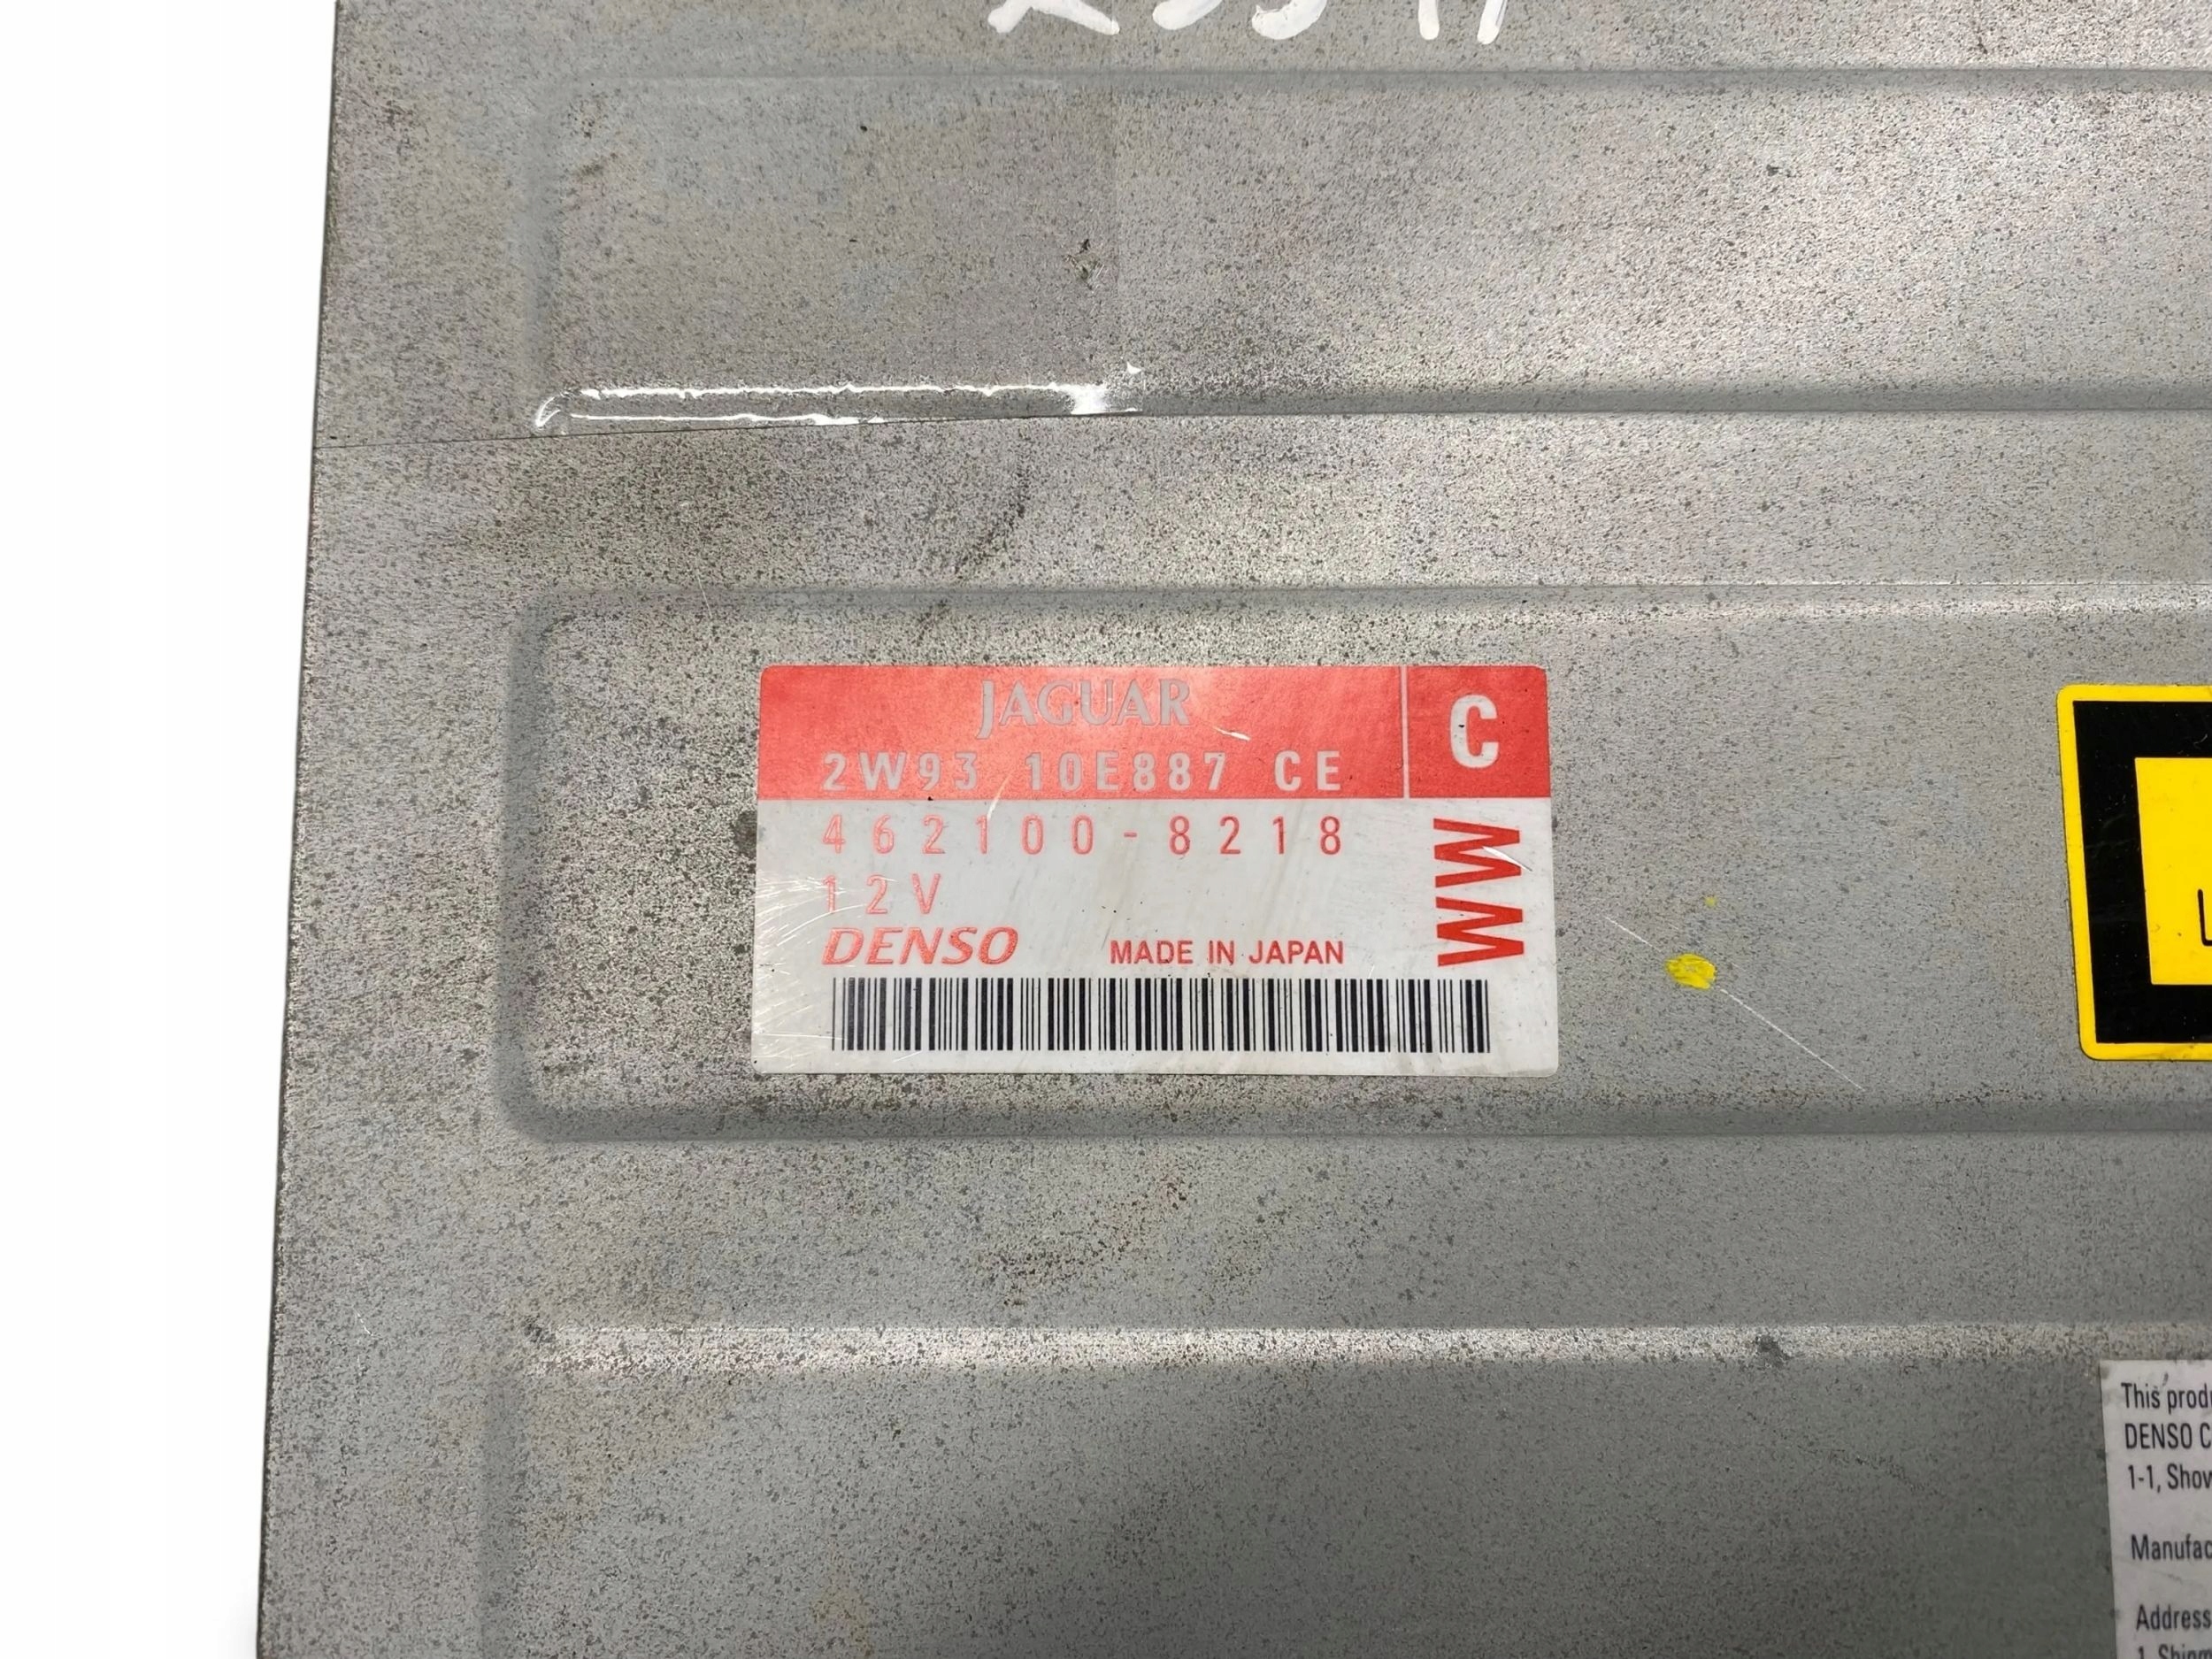 JAGUAR
C
2W93 10E887 CE
462100-8218
WW
12V
DENSO
MADE IN JAPAN
This prod
DENSO C
1-1, Show
Manufac
Address